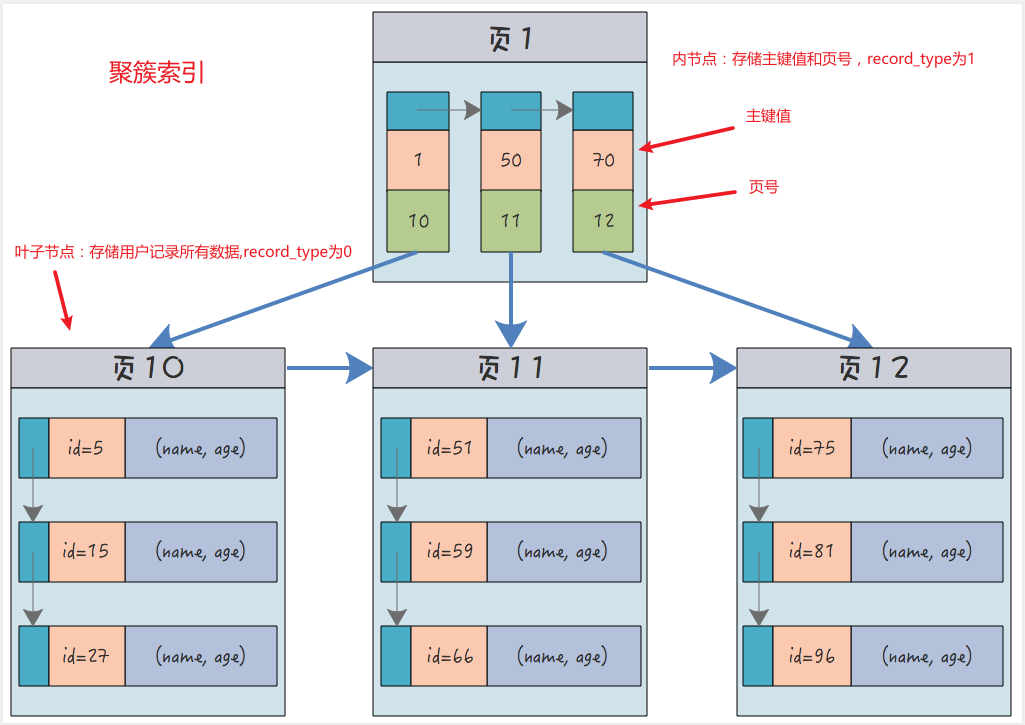 页 1
聚簇索引
内节点：存储主键值和页号，record_type为1
主键值
1 50 70
页号
10 11 12
叶子节点：存储用户记录所有数据,record_type为0
页 10 页 11 页 12
id=5 (name, age) id=51 (name, age) id=75 (name, age)
id=15 (name, age) id=59 (name, age) id=81 (name, age)
id=27 (name, age) id=66 (name, age) id=96 (name, age)